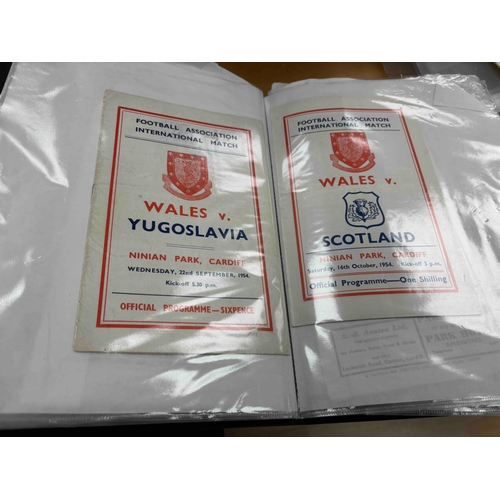 FOOTBALL ASSOCIATION
INTERNATIONAL MATCH
WALES v.
YUGOSLAVIA
NINIAN PARK, CARDIFF
WEDNESDAY, 22nd SEPTEMBER, 1954.
Kick-off 5.30 p.m.
OFFICIAL PROGRAMME—SIXPENCE
FOOTBALL ASSOCIATION
INTERNATIONAL MATCH
WALES v.
SCOTLAND
NINIAN PARK, CARDIFF
Saturday, 16th October, 1954. Kick-off 3 p.m.
Official Programme—One Shilling
PARK